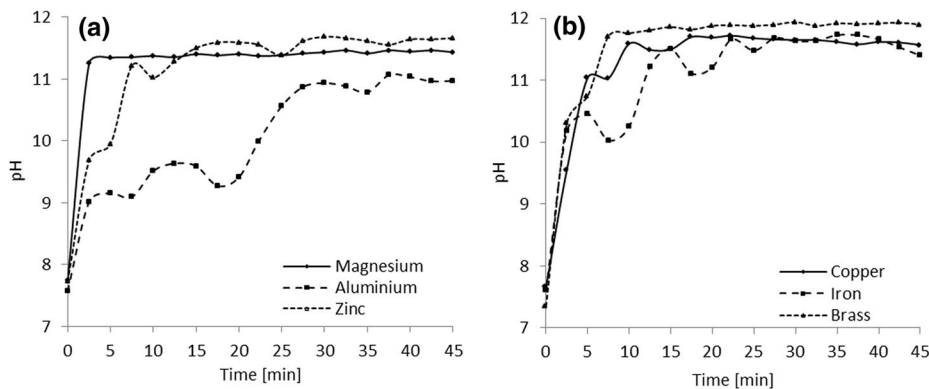 (a)
12
11
10
9
8
7
pH
Magnesium
Aluminium
Zinc
0 5 10 15 20 25 30 35 40 45
Time [min]
(b)
12
11
10
9
8
7
pH
Copper
Iron
Brass
0 5 10 15 20 25 30 35 40 45
Time [min]